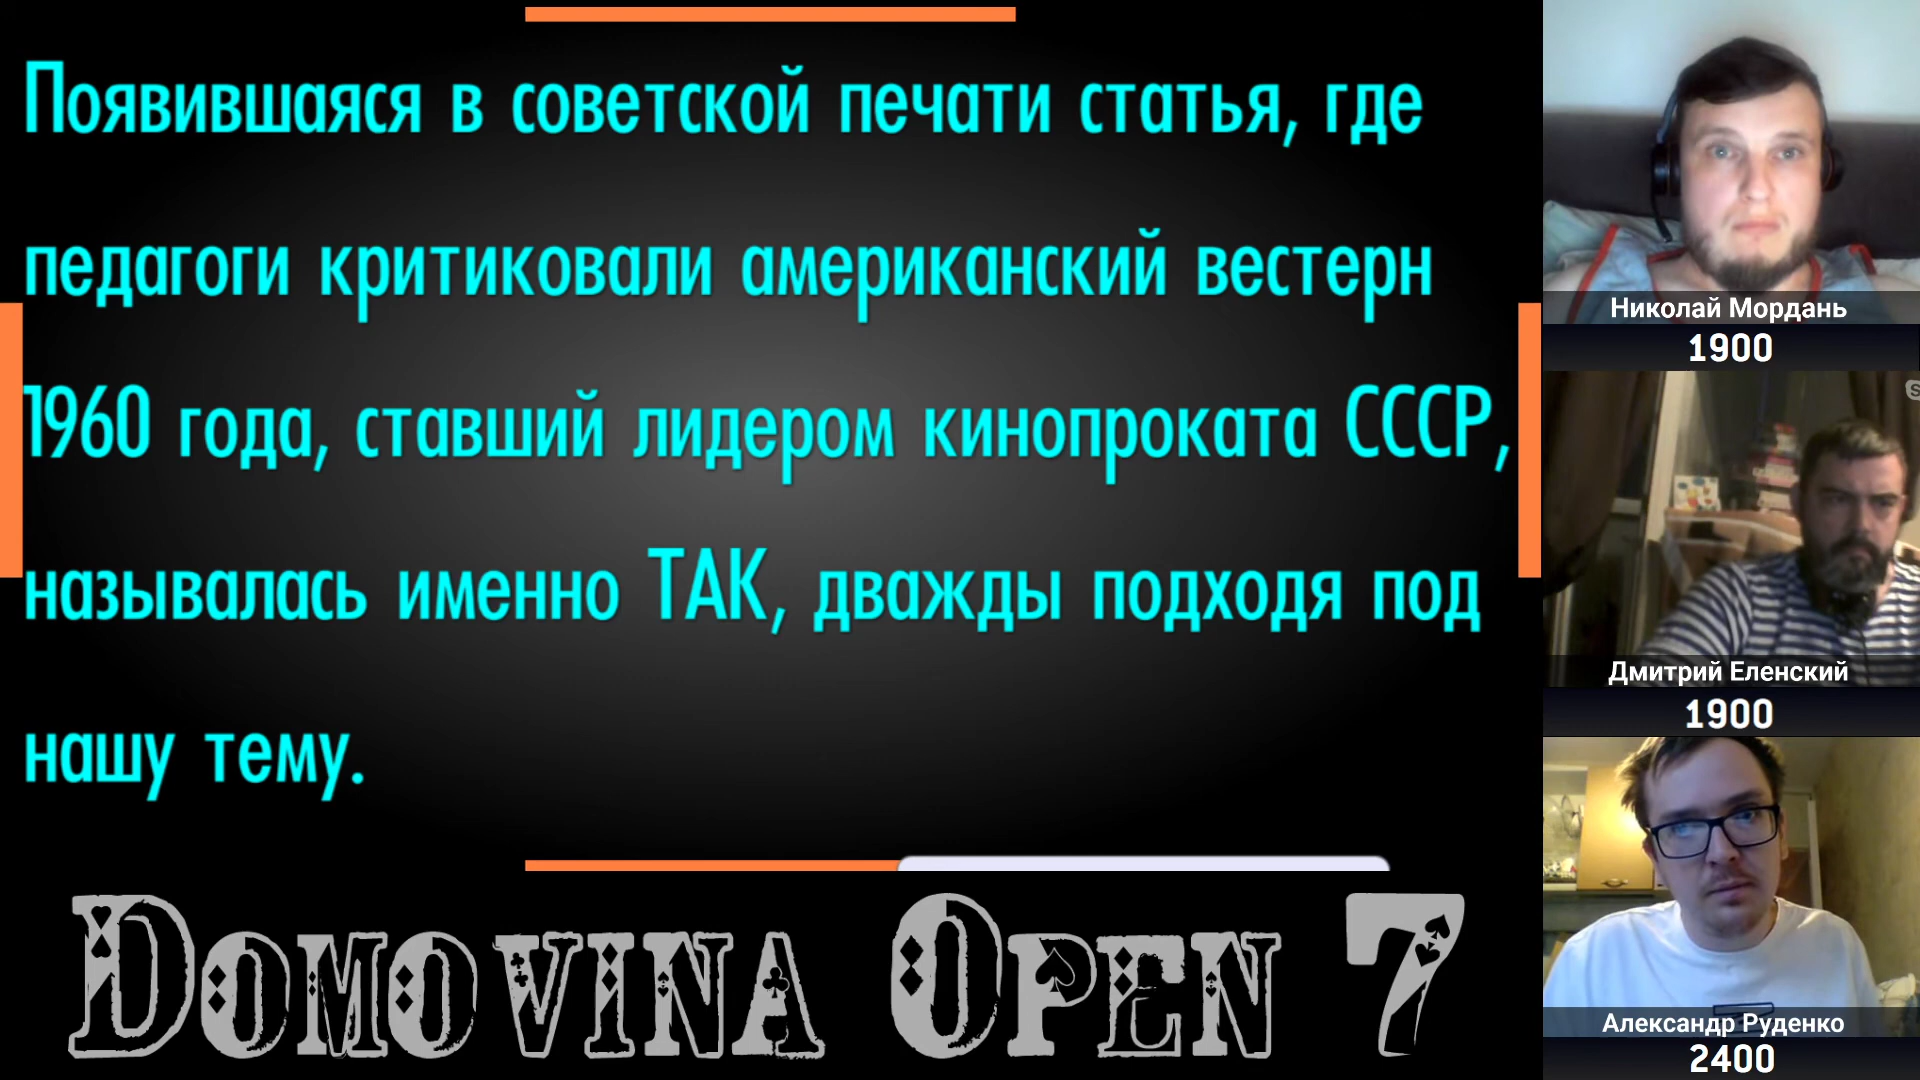 Появившаяся в советской печати статья, где
педагоги критиковали американский вестерн
1960 года, ставший лидером кинопроката СССР,
называлась именно ТАК, дважды подходя под
нашу тему.
DOMOVINA OPEN 7
Николай Мордань
1900
Дмитрий Еленский
1900
Александр Руденко
2400